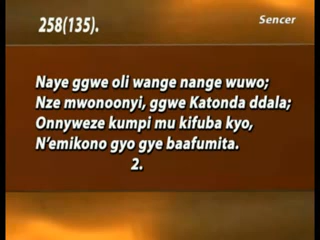 258(135).
Sencer
Naye ggwe oli wange nange wuwo;
Nze mwonoonyi, ggwe Katonda ddala;
Onnyweze kumpi mu kifuba kyo,
N'emikono gyo gye baafumita.
2.